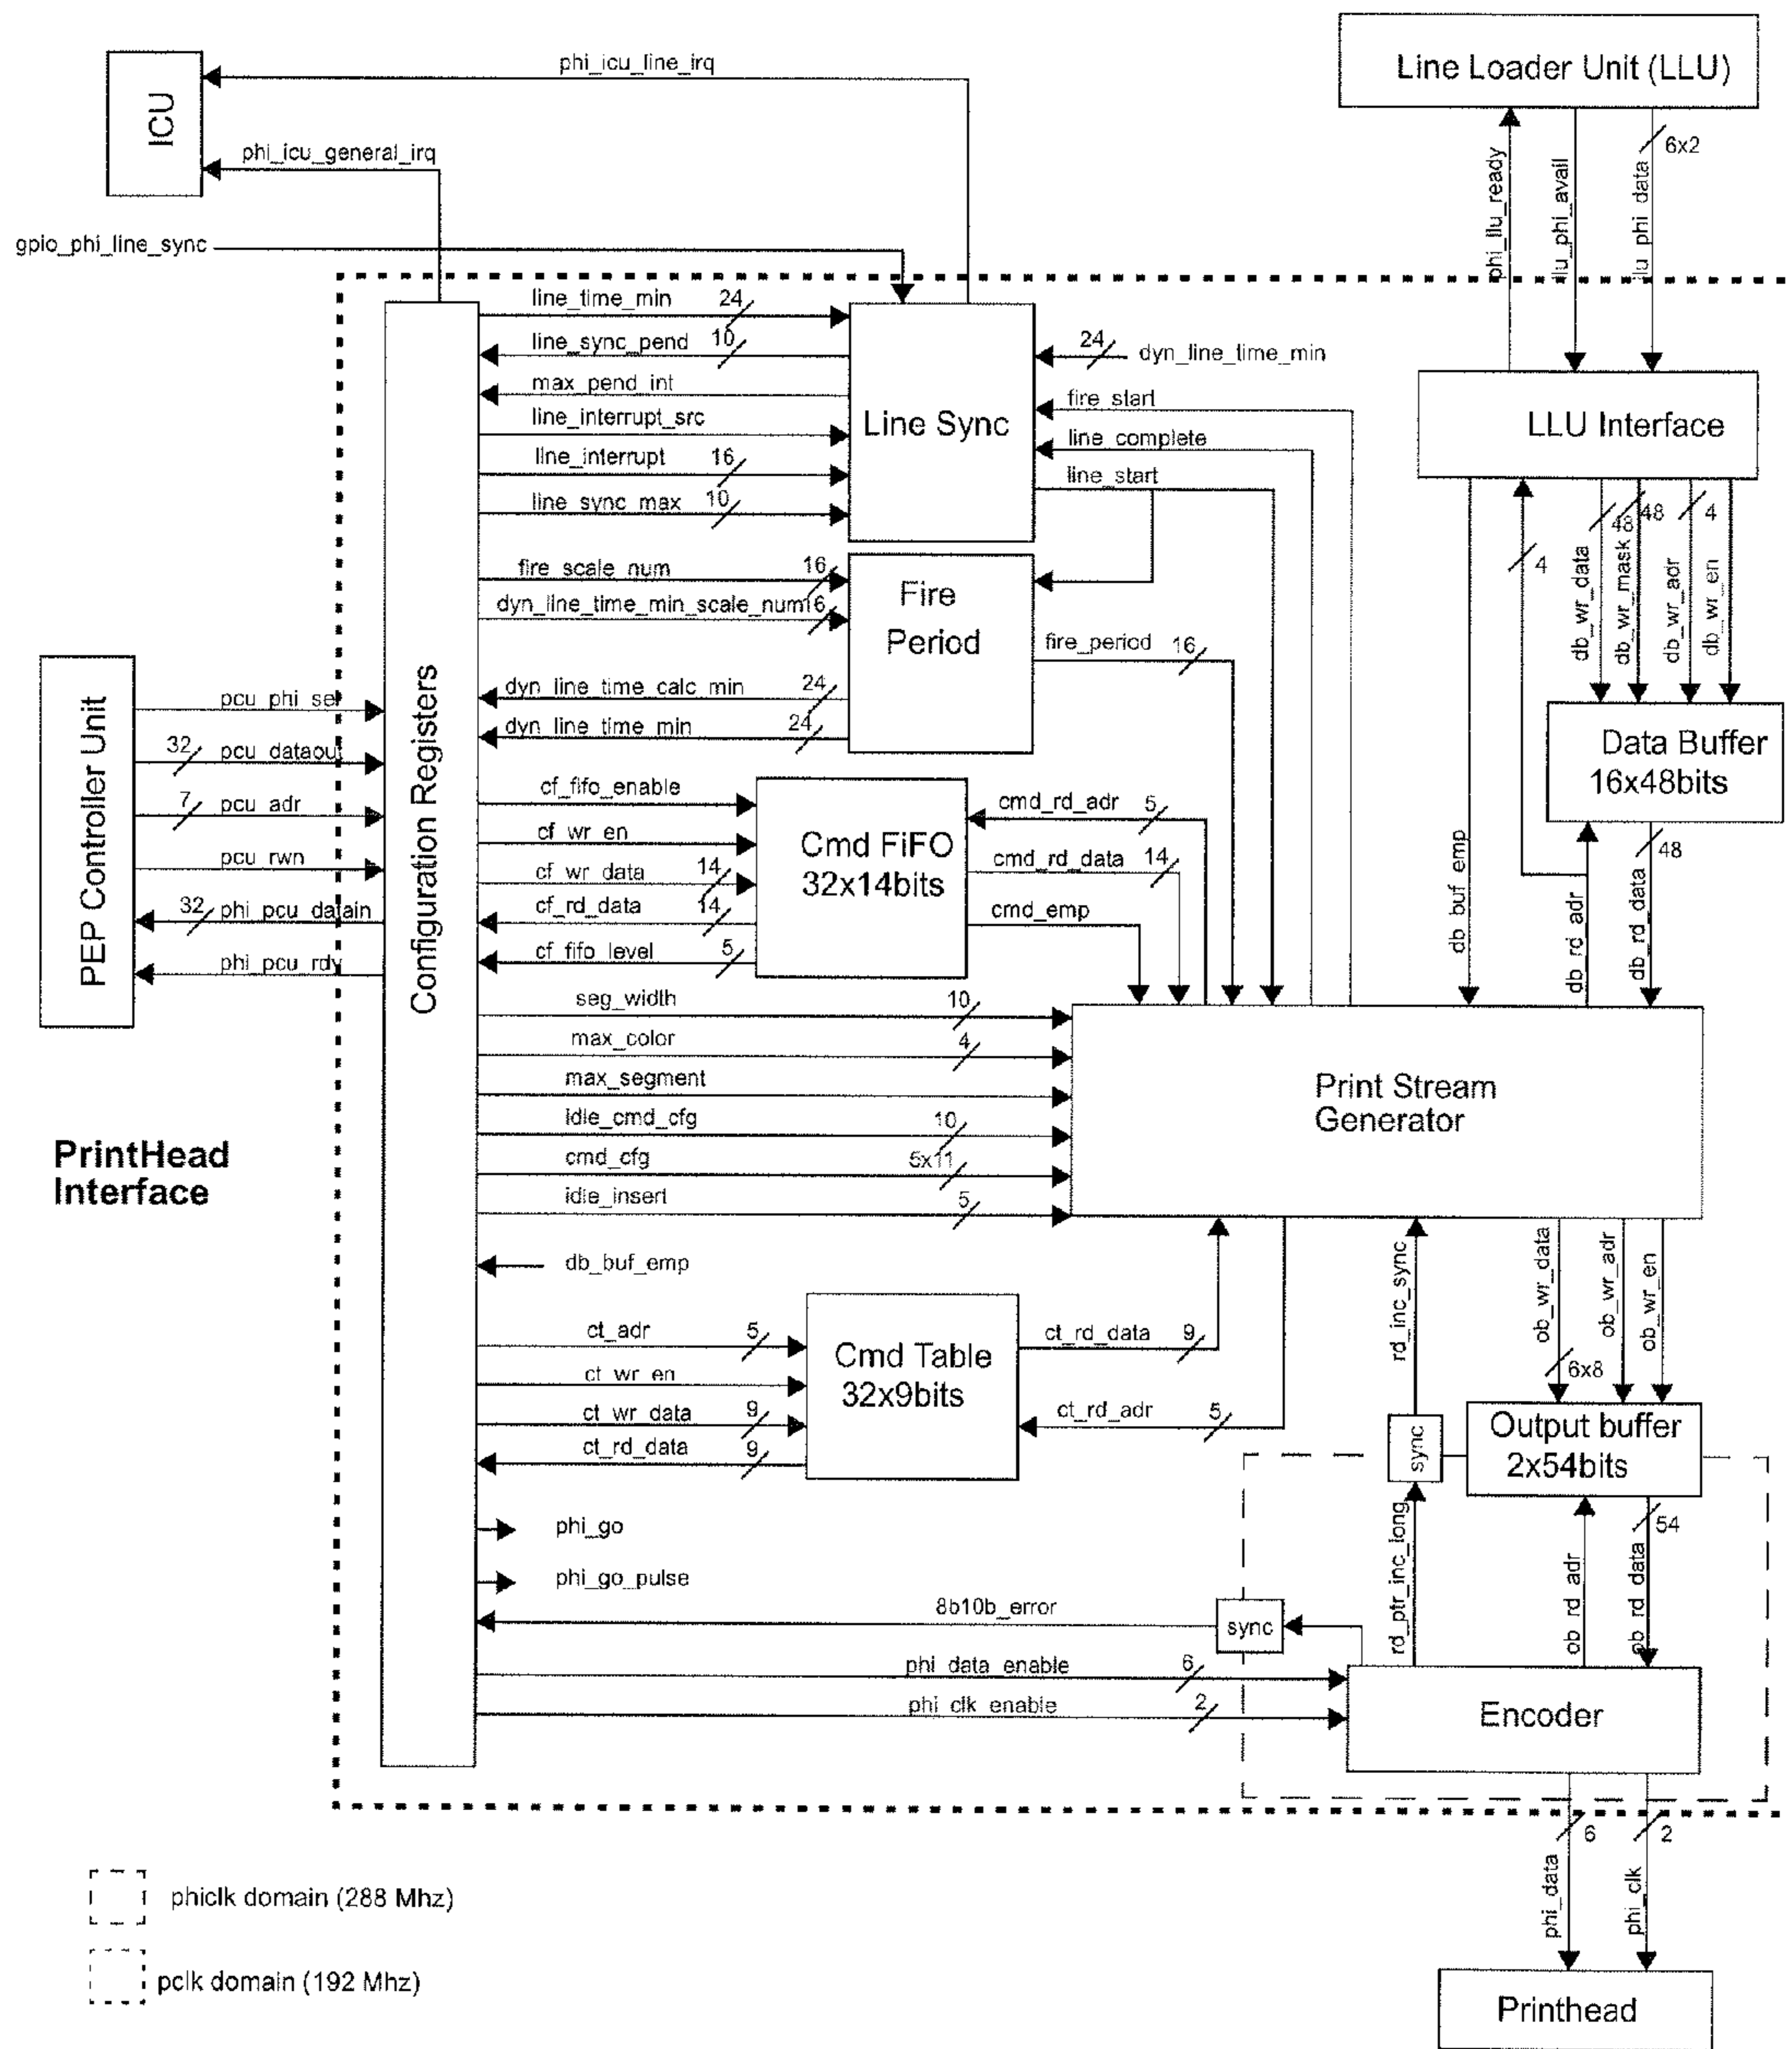 phi_icu_line_irq
ICU
phi_icu_general_irq
gpio_phi_line_sync
Line Loader Unit (LLU)
phi_llu_ready
llu_phi_avail
llu_phi_data
6x2
line_time_min
24
line_sync_pend
10
max_pend_int
line_interrupt_src
line_interrupt
16
line_sync_max
10
Line Sync
24
dyn_line_time_min
fire_start
line_complete
line_start
LLU Interface
4
48
48
4
db_wr_data
db_wr_mask
db_wr_adr
db_wr_en
fire_scale_num
16
dyn_line_time_min_scale_num
16
dyn_line_time_calc_min
24
dyn_line_time_min
24
Fire
Period
fire_period
16
Data Buffer
16x48bits
48
db_buf_emp
db_rd_adr
db_rd_data
PEP Controller Unit
pcu_phi_sel
32
pcu_dataout
7
pcu_adr
pcu_rwn
32
phi_pcu_datain
phi_pcu_rdy
Configuration Registers
cf_fifo_enable
cf_wr_en
cf_wr_data
14
cf_rd_data
14
cf_fifo_level
5
Cmd FiFO
32x14bits
cmd_rd_adr
5
cmd_rd_data
14
cmd_emp
seg_width
10
max_color
4
max_segment
idle_cmd_cfg
10
cmd_cfg
5x11
idle_insert
5
Print Stream
Generator
PrintHead
Interface
db_buf_emp
ct_adr
5
ct_wr_en
ct_wr_data
9
ct_rd_data
9
Cmd Table
32x9bits
ct_rd_data
9
ct_rd_adr
5
rd_inc_sync
ob_wr_data
ob_wr_adr
ob_wr_en
6x8
sync
Output buffer
2x54bits
54
rd_ptr_inc_long
ob_rd_adr
ob_rd_data
phi_go
phi_go_pulse
8b10b_error
sync
phi_data_enable
6
phi_clk_enable
2
Encoder
6
2
phi_data
phi_clk
phiclk domain (288 Mhz)
pclk domain (192 Mhz)
Printhead